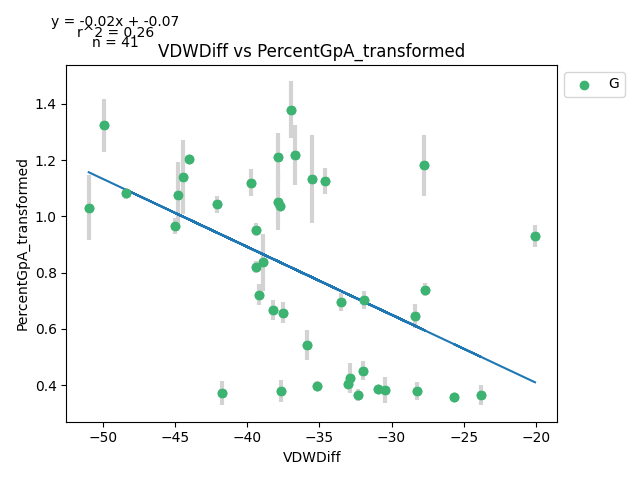 y = -0.02x + -0.07
r^2 = 0.26
n = 41
VDWDiff vs PercentGpA_transformed
G
PercentGpA_transformed
1.4
1.2
1.0
0.8
0.6
0.4
−50
−45
−40
−35
−30
−25
−20
VDWDiff